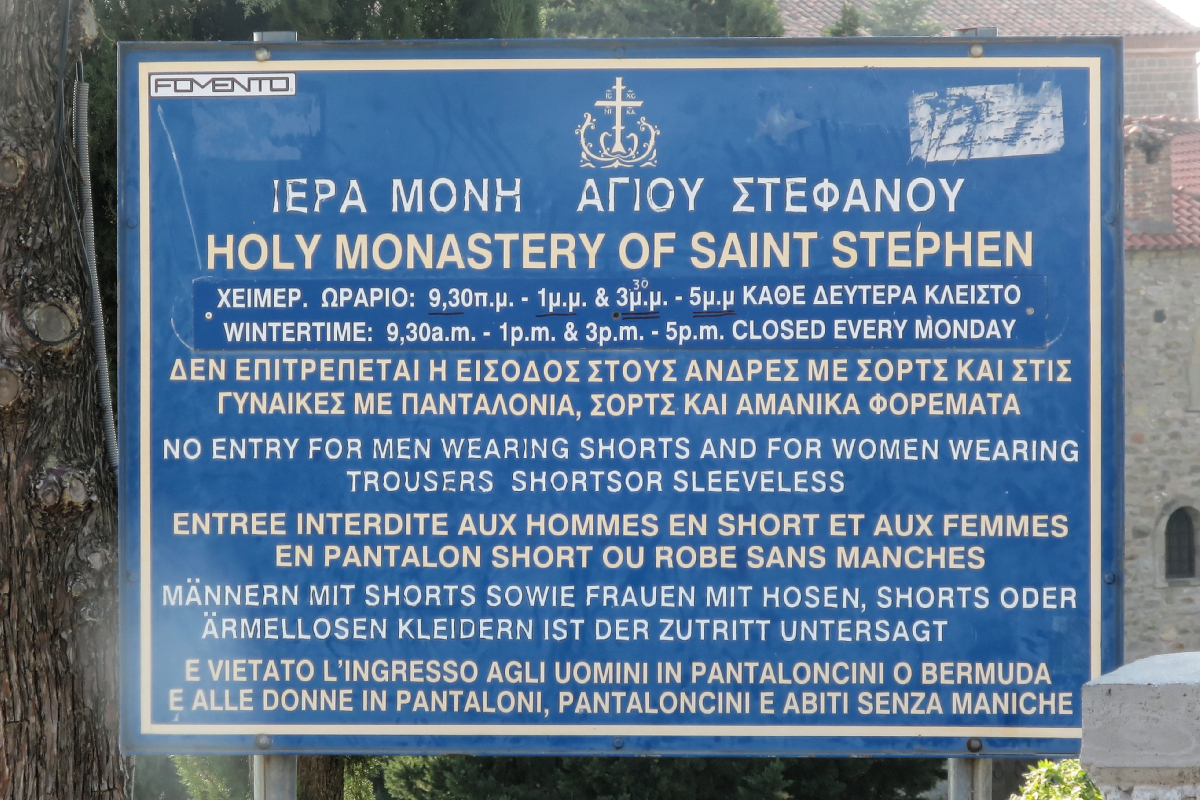 FOMENTO
IC XC
NI KA
ΙΕΡΑ ΜΟΝΗ ΑΓΙΟΥ ΣΤΕΦΑΝΟΥ
HOLY MONASTERY OF SAINT STEPHEN
30
ΧΕΙΜΕΡ. ΩΡΑΡΙΟ: 9,30π.μ. - 1μ.μ. & 3μ.μ. - 5μ.μ ΚΑΘΕ ΔΕΥΤΕΡΑ ΚΛΕΙΣΤΟ
WINTERTIME: 9,30a.m. - 1p.m. & 3p.m. - 5p.m. CLOSED EVERY MONDAY
ΔΕΝ ΕΠΙΤΡΕΠΕΤΑΙ Η ΕΙΣΟΔΟΣ ΣΤΟΥΣ ΑΝΔΡΕΣ ΜΕ ΣΟΡΤΣ ΚΑΙ ΣΤΙΣ
ΓΥΝΑΙΚΕΣ ΜΕ ΠΑΝΤΑΛΟΝΙΑ, ΣΟΡΤΣ ΚΑΙ ΑΜΑΝΙΚΑ ΦΟΡΕΜΑΤΑ
NO ENTRY FOR MEN WEARING SHORTS AND FOR WOMEN WEARING
TROUSERS SHORTSOR SLEEVELESS
ENTREE INTERDITE AUX HOMMES EN SHORT ET AUX FEMMES
EN PANTALON SHORT OU ROBE SANS MANCHES
MÄNNERN MIT SHORTS SOWIE FRAUEN MIT HOSEN, SHORTS ODER
ÄRMELLOSEN KLEIDERN IST DER ZUTRITT UNTERSAGT
E VIETATO L'INGRESSO AGLI UOMINI IN PANTALONCINI O BERMUDA
E ALLE DONNE IN PANTALONI, PANTALONCINI E ABITI SENZA MANICHE